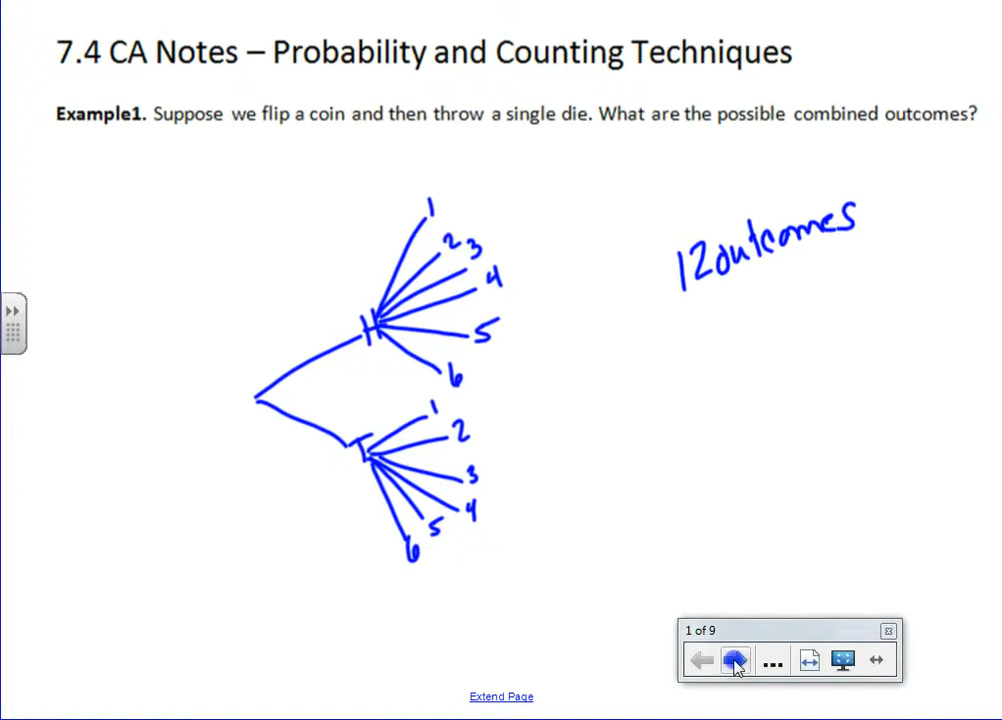 7.4 CA Notes – Probability and Counting Techniques
Example1. Suppose we flip a coin and then throw a single die. What are the possible combined outcomes?
12 outcomes
1
2 3
4
H
5
6
1
T
2
3
4
5
6
1 of 9
...
Extend Page